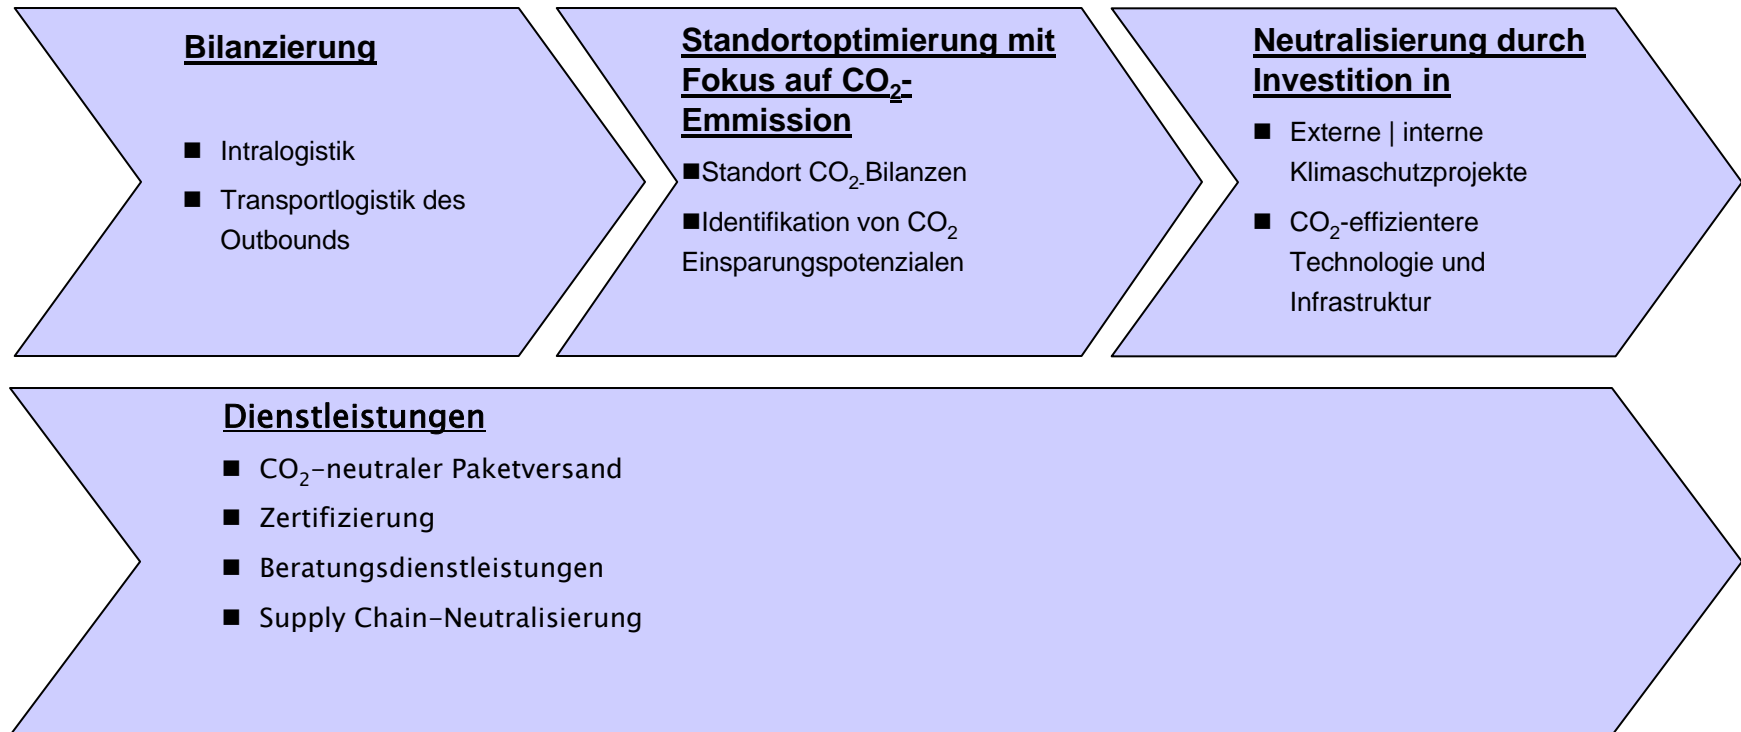 Bilanzierung
■ Intralogistik
■ Transportlogistik des
Outbounds
Standortoptimierung mit
Fokus auf CO₂-
Emmission
■Standort CO₂-Bilanzen
■Identifikation von CO₂
Einsparungspotenzialen
Neutralisierung durch
Investition in
■ Externe | interne
Klimaschutzprojekte
■ CO₂-effizientere
Technologie und
Infrastruktur
Dienstleistungen
■ CO₂-neutraler Paketversand
■ Zertifizierung
■ Beratungsdienstleistungen
■ Supply Chain-Neutralisierung